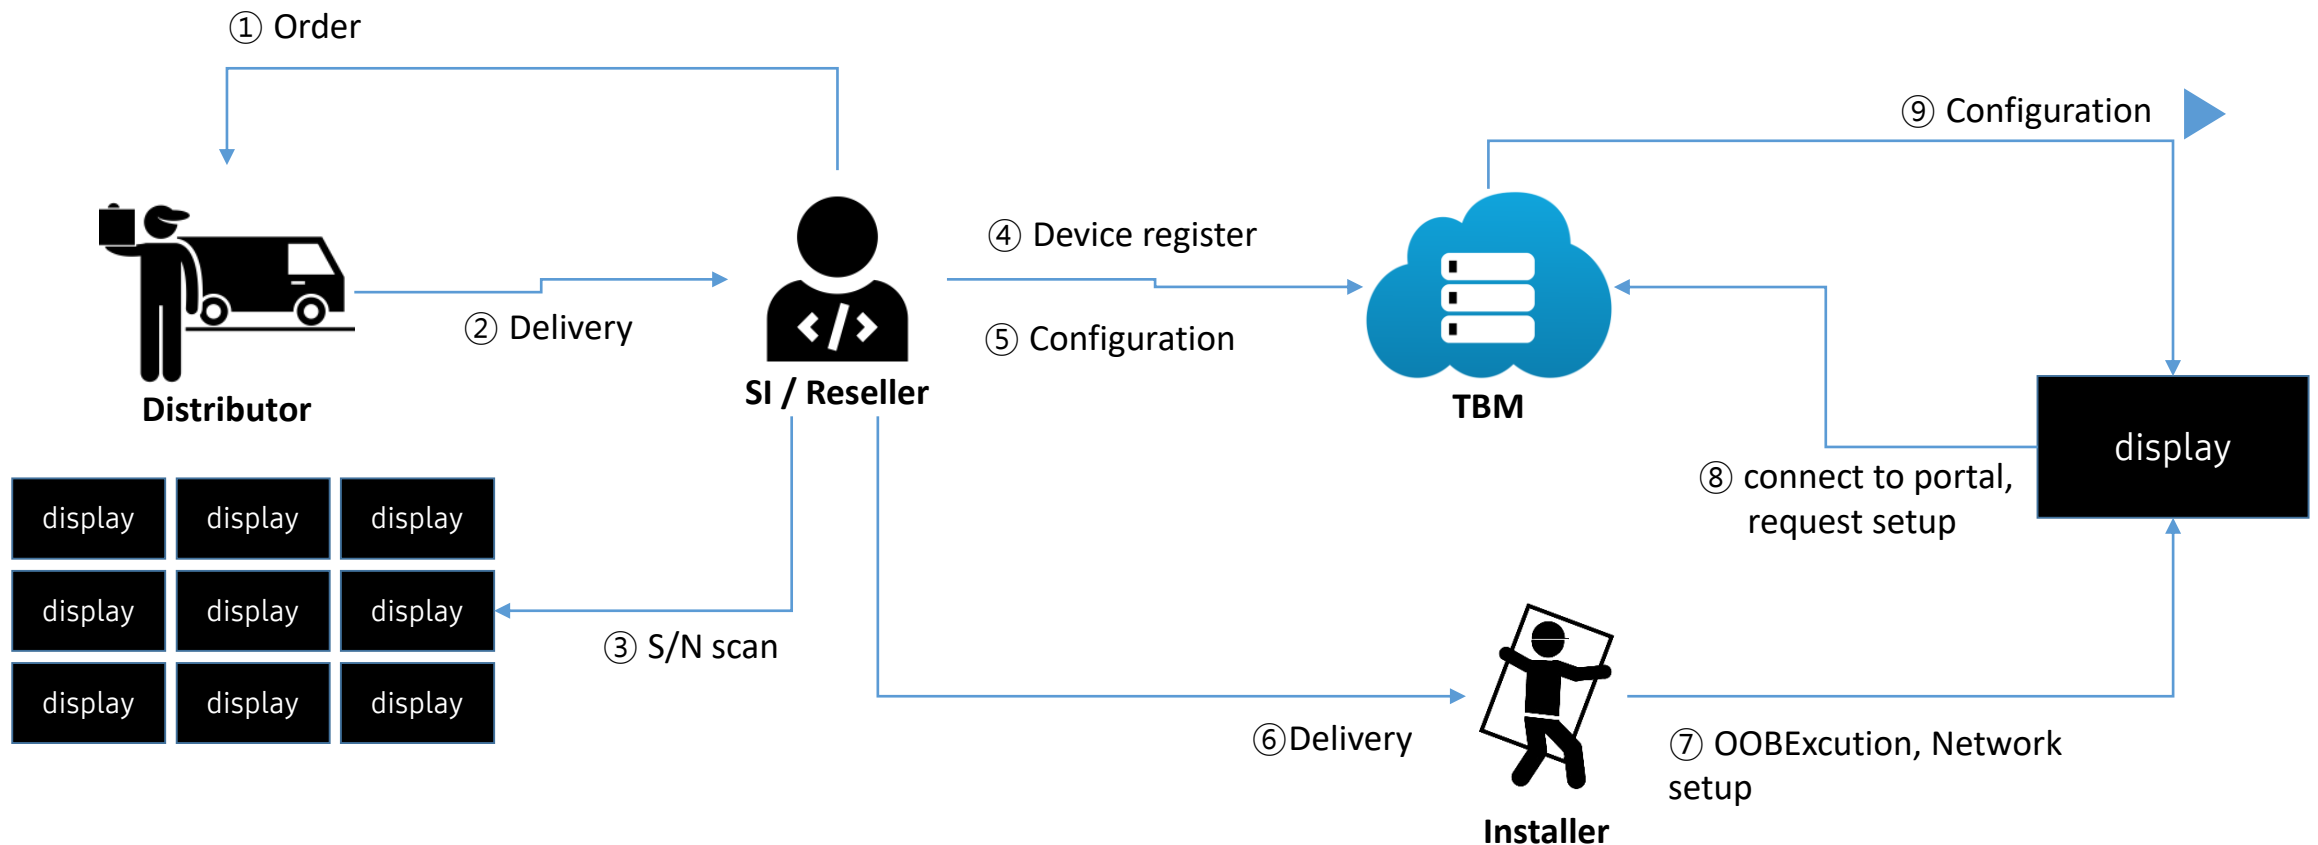 ① Order
⑨ Configuration
④ Device register
② Delivery
⑤ Configuration
Distributor
SI / Reseller
TBM
display
⑧ connect to portal,
request setup
display display display
display display display
display display display
③ S/N scan
⑥Delivery
⑦ OOBExcution, Network
setup
Installer